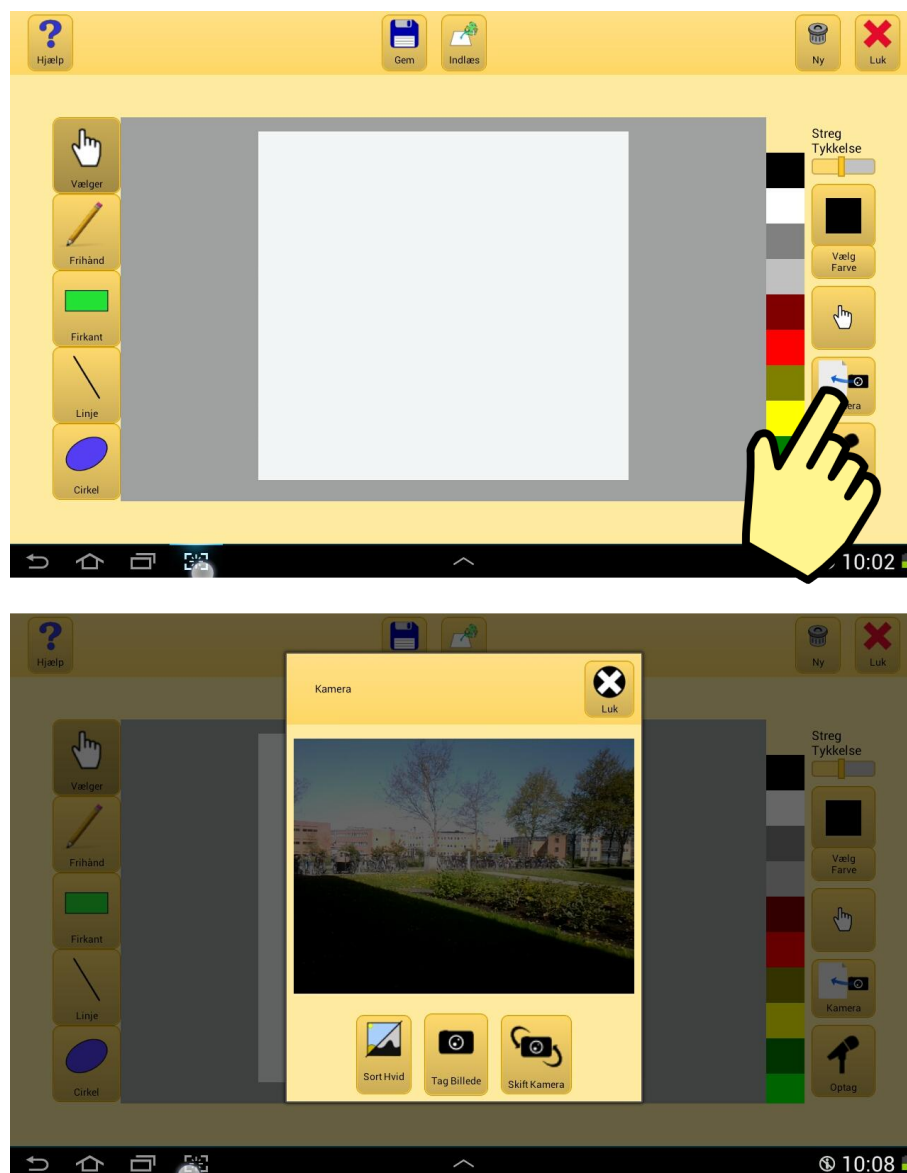 Hjælp
Gem
Indlæs
Ny
Luk
Streg
Tykkelse
Vælger
Frihånd
Vælg
Farve
Firkant
Linje
Cirkel
10:02
Hjælp
Ny
Luk
Kamera
Luk
Streg
Tykkelse
Vælger
Frihånd
Vælg
Farve
Firkant
Linje
Kamera
Sort Hvid
Tag Billede
Skift Kamera
Cirkel
Optag
10:08